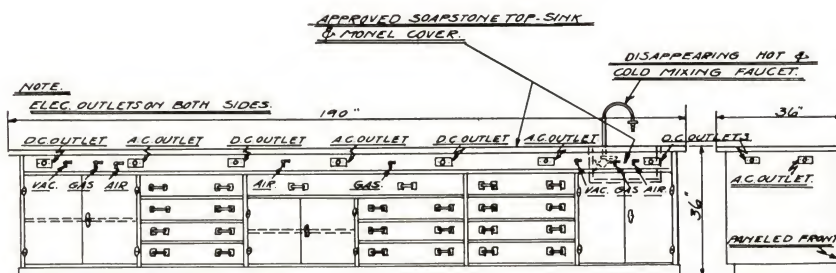 APPROVED SOAPSTONE TOP-SINK
& MONEL COVER.
DISAPPEARING HOT &
COLD MIXING FAUCET.
NOTE.
ELEC. OUTLETS ON BOTH SIDES.
190"
36"
D.C. OUTLET
A.C. OUTLET
D.C. OUTLET
A.C. OUTLET
D.C. OUTLET
A.C. OUTLET
D.C. OUTLETS
VAC.
GAS
AIR
AIR
GAS
VAC.
GAS
AIR
A.C. OUTLET
36"
PANELED FRONT